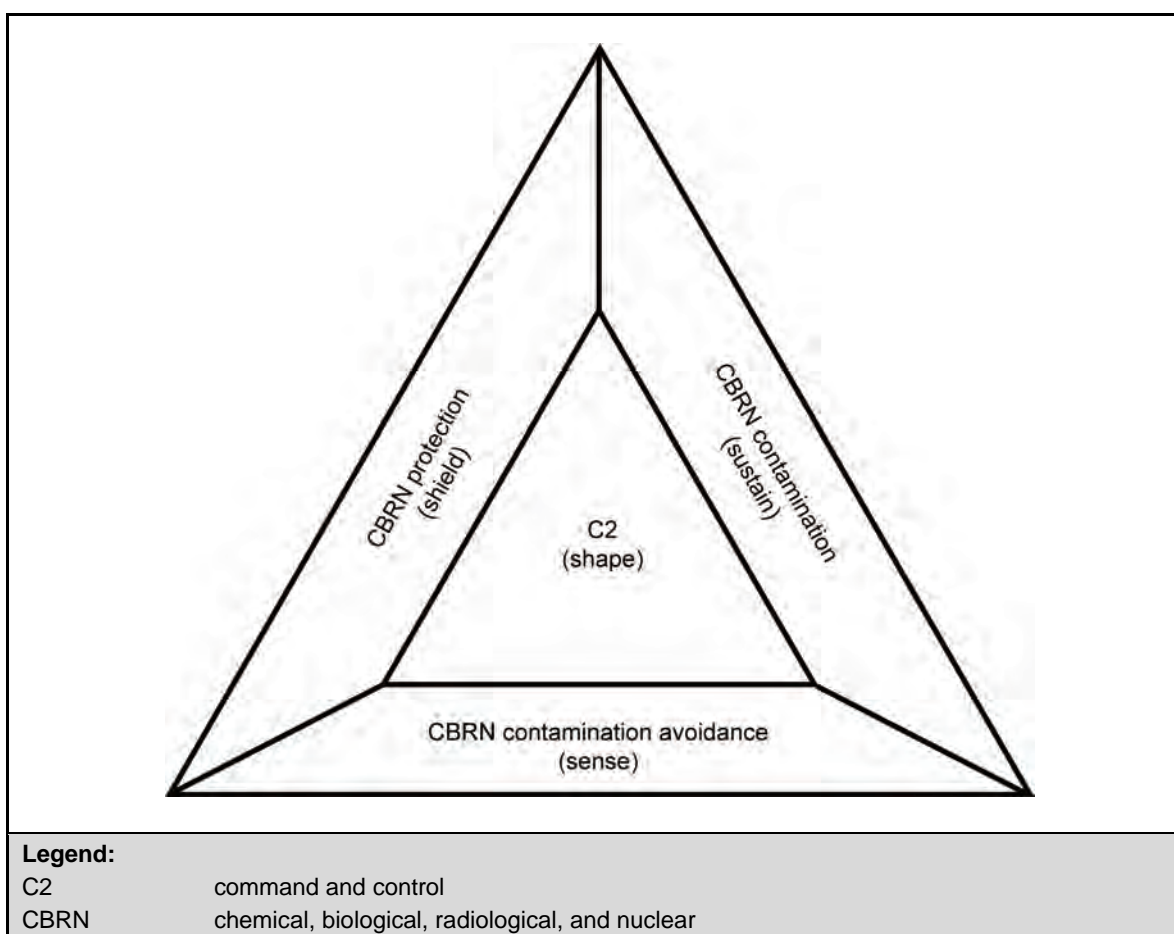 CBRN protection
(shield)
CBRN contamination
(sustain)
C2
(shape)
CBRN contamination avoidance
(sense)
Legend:
C2 command and control
CBRN chemical, biological, radiological, and nuclear